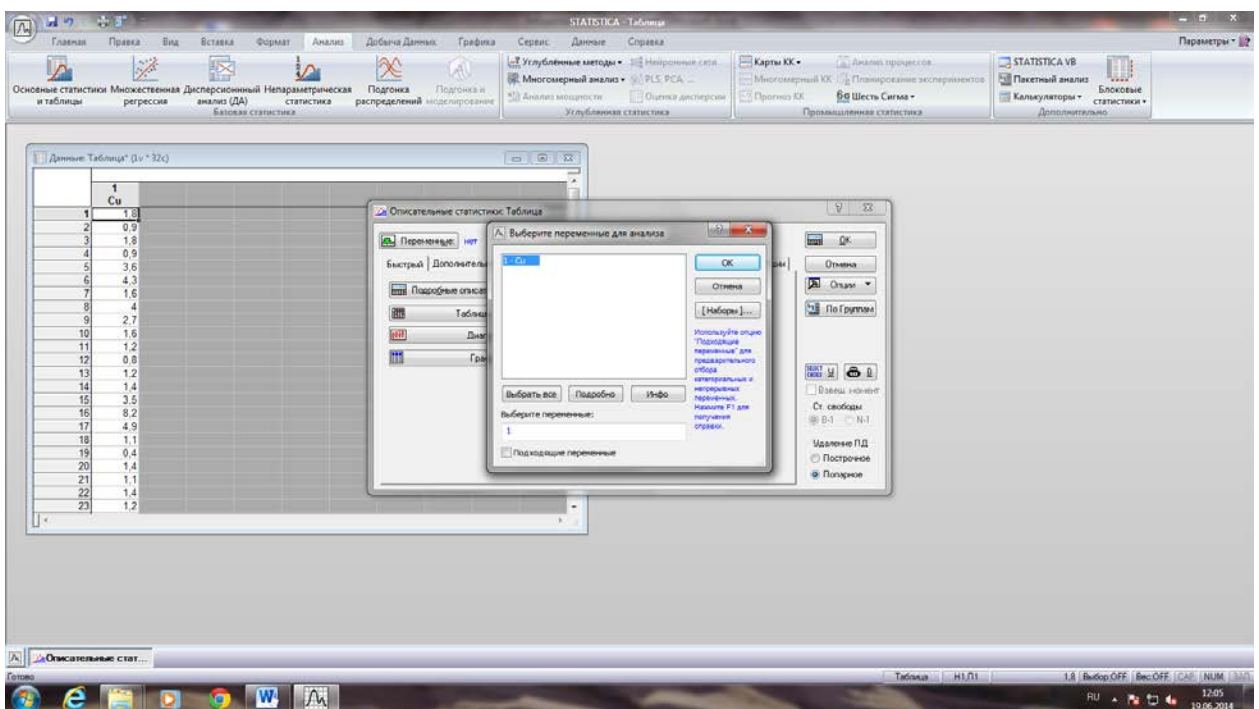 STATISTICA - Таблица
Главная Правка Вид Вставка Формат Анализ Добыча Данных Графика Сервис Данные Справка Параметры
Основные статистики и таблицы
Множественная регрессия
Дисперсионный анализ (ДА)
Непараметрическая статистика
Подгонка распределений
Подгонка и моделирование
Базовая статистика
Углублённые методы
Многомерный анализ
Анализ мощности
Нейронные сети
PLS, PCA, ...
Оценка дисперсии
Углубленная статистика
Карты КК
Многомерный КК
Прогноз КК
Анализ процессов
Планирование экспериментов
6σ Шесть Сигма
Промышленная статистика
STATISTICA VB
Пакетный анализ
Калькуляторы
Блоковые статистики
Дополнительно
Данные: Таблица* (1v * 32c)
1
Cu
1 1,8
2 0,9
3 1,8
4 0,9
5 3,6
6 4,3
7 1,6
8 4
9 2,7
10 1,6
11 1,2
12 0,8
13 1,2
14 1,4
15 3,5
16 8,2
17 4,9
18 1,1
19 0,4
20 1,4
21 1,1
22 1,4
23 1,2
Описательные статистики: Таблица
Переменные: нет
Быстрый
OK
Отмена
Опции
По Группам
SELECT CASES
Взвеш. момент
Ст. свободы
В-1 N-1
Удаление ПД
Построчное
Попарное
Выберите переменные для анализа
1 - Cu
OK
Отмена
[ Наборы ]...
Используйте опцию
"Подходящие
переменные" для
предварительного
отбора
категориальных и
непрерывных
переменных.
Нажмите F1 для
получения
справки.
Выбрать все Подробно Инфо
Выберите переменные:
1
Подходящие переменные
Описательные стат...
Готово Таблица Н1,П1 1,8 Выбор:OFF Вес:OFF CAP NUM
RU 12:05
19.06.2014